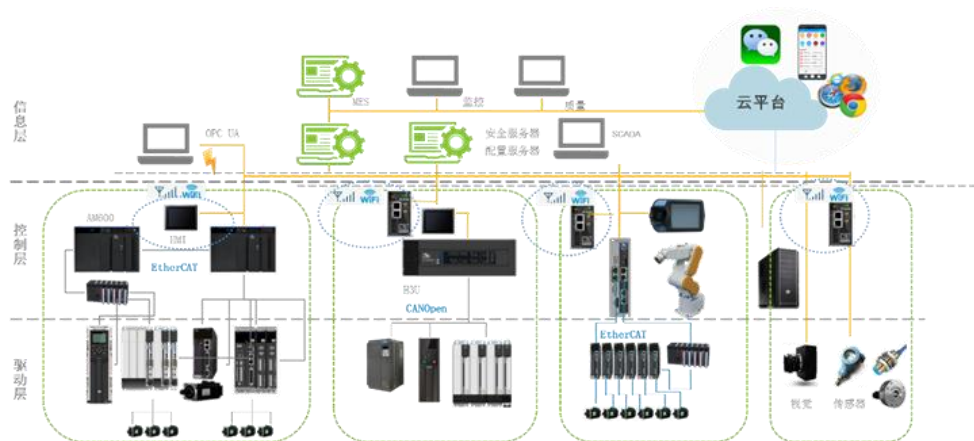 云平台
MES
监控
质量
信息层
OPC UA
安全服务器
配置服务器
SCADA
WiFi
WiFi
WiFi
WiFi
AM600
HMI
控制层
EtherCAT
H3U
CANOpen
EtherCAT
驱动层
视觉
传感器